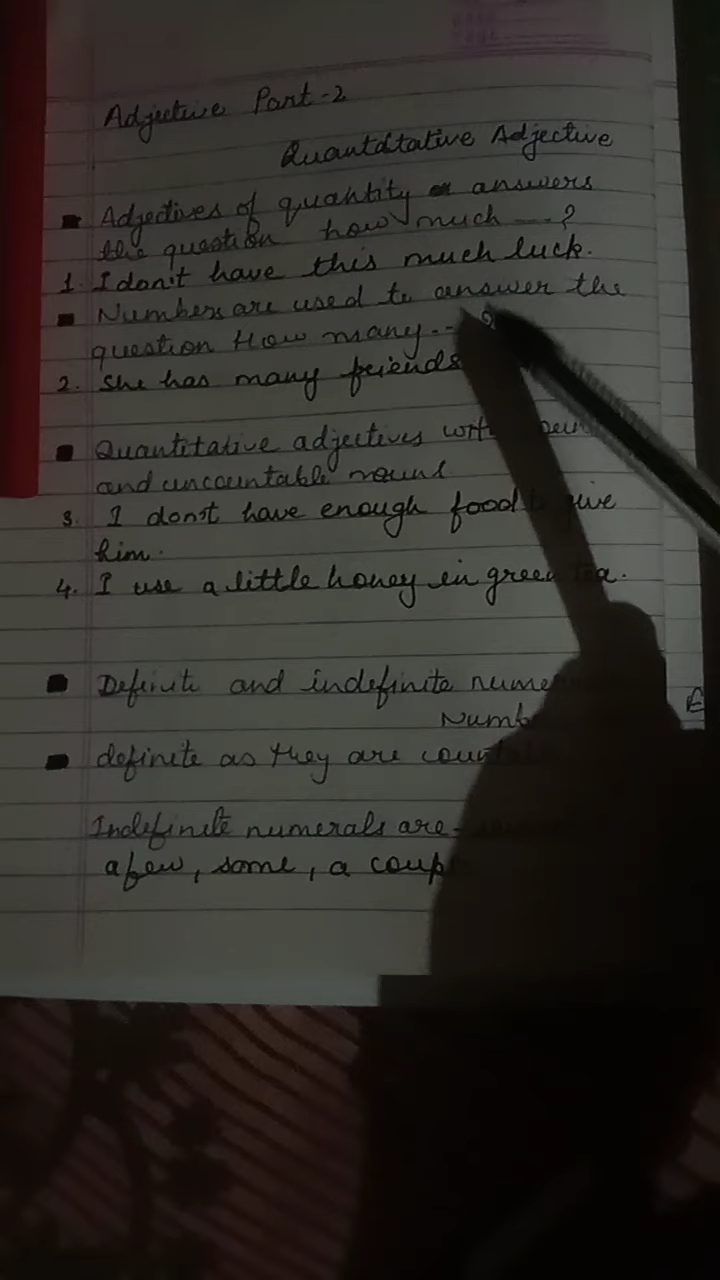 Adjective Part-2
Quantitative Adjective
Adjectives of quantity answers
the question how much ---?
1. I don't have this much luck.
Numbers are used to answer the
question How many --
2. She has many friends
Quantitative adjectives
and uncountable nouns
3. I don't have enough food give
him.
4. I use a little honey in green tea.
Definite and indefinite
definite as they are
Indefinite numerals are-
a few, some, a